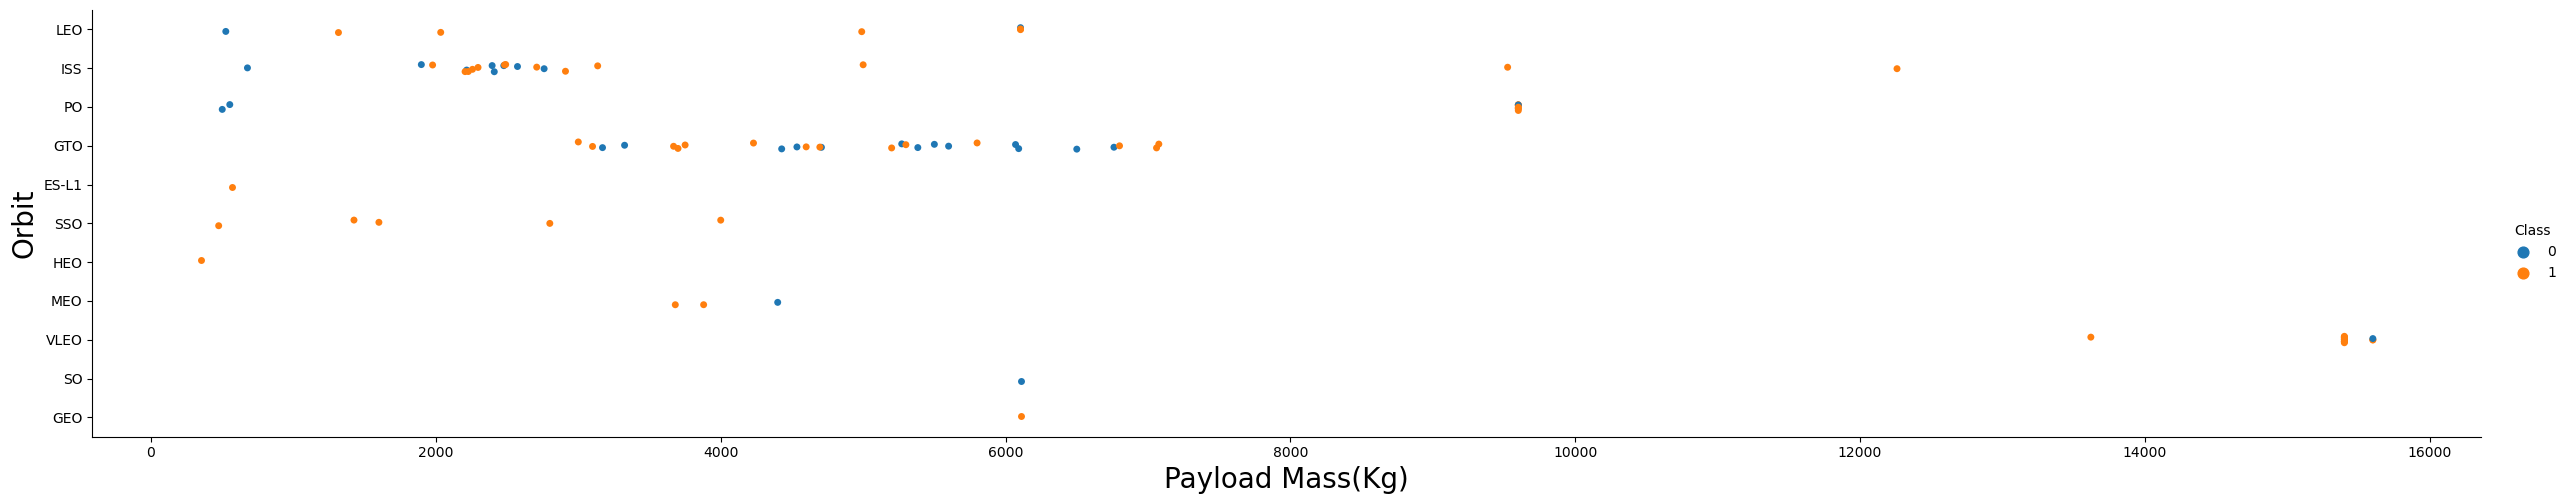 LEO
ISS
PO
GTO
ES-L1
SSO
HEO
MEO
VLEO
SO
GEO
Orbit
0 2000 4000 6000 8000 10000 12000 14000 16000
Payload Mass(Kg)
Class
0
1